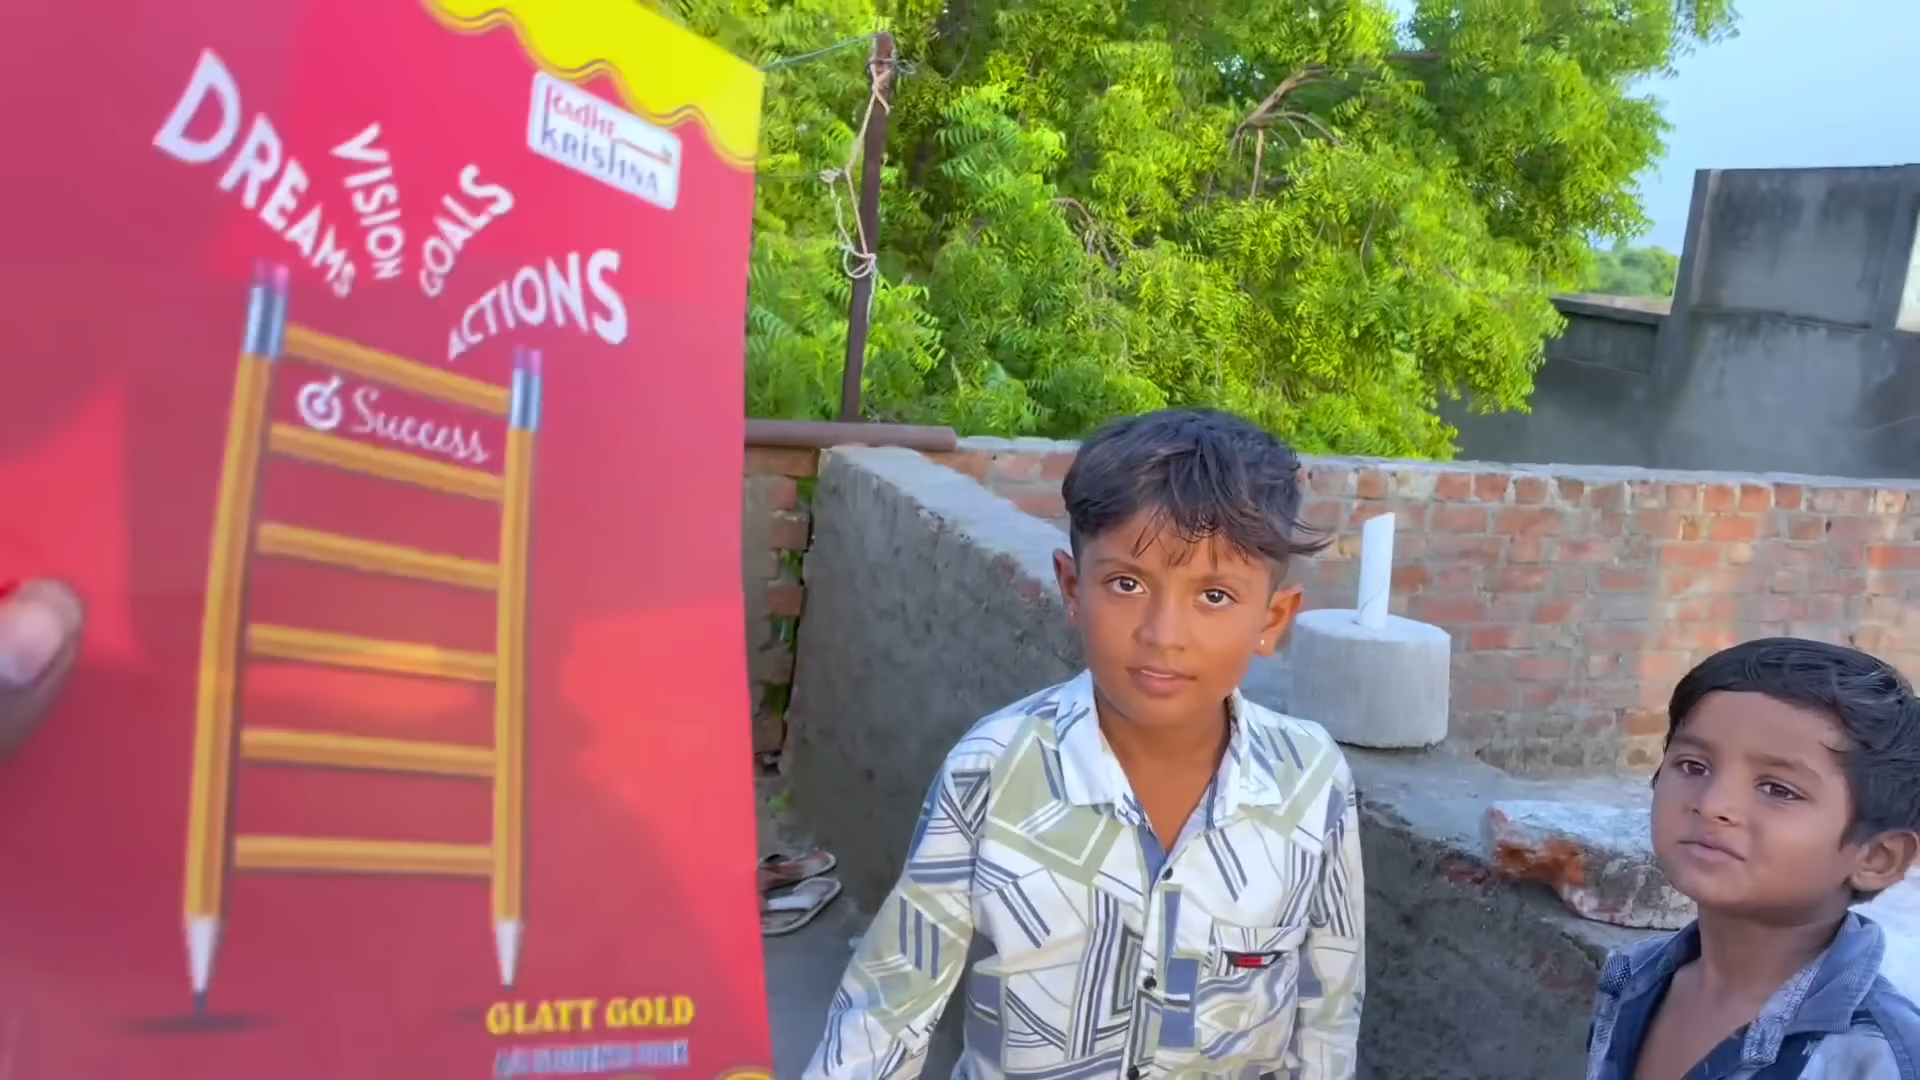 DREAMS
VISION
GOALS
ACTIONS
Radhe
Krishna
Success
GLATT GOLD